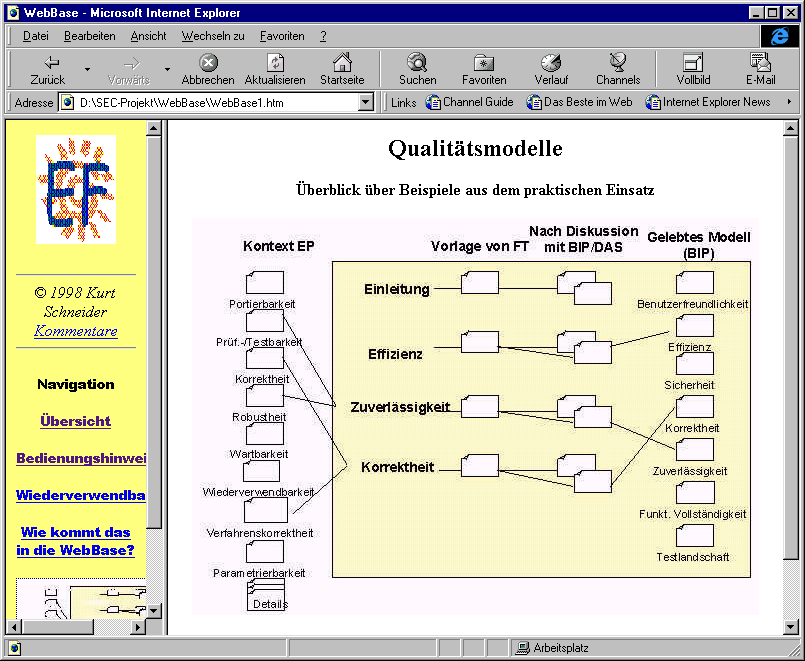 WebBase - Microsoft Internet Explorer
Datei Bearbeiten Ansicht Wechseln zu Favoriten ?
Zurück Vorwärts Abbrechen Aktualisieren Startseite Suchen Favoriten Verlauf Channels Vollbild E-Mail
Adresse D:\SEC-Projekt\WebBase\WebBase1.htm Links Channel Guide Das Beste im Web Internet Explorer News
EF
© 1998 Kurt
Schneider
Kommentare
Navigation
Übersicht
Bedienungshinwei
Wiederverwendba
Wie kommt das
in die WebBase?
Qualitätsmodelle
Überblick über Beispiele aus dem praktischen Einsatz
Kontext EP
Vorlage von FT
Nach Diskussion
mit BIP/DAS
Gelebtes Modell
(BIP)
Portierbarkeit
Prüf.-/Testbarkeit
Korrektheit
Robustheit
Wartbarkeit
Wiederverwendbarkeit
Verfahrenskorrektheit
Parametrierbarkeit
Details
Einleitung
Effizienz
Zuverlässigkeit
Korrektheit
Benutzerfreundlichkeit
Effizienz
Sicherheit
Korrektheit
Zuverlässigkeit
Funkt. Vollständigkeit
Testlandschaft
Arbeitsplatz